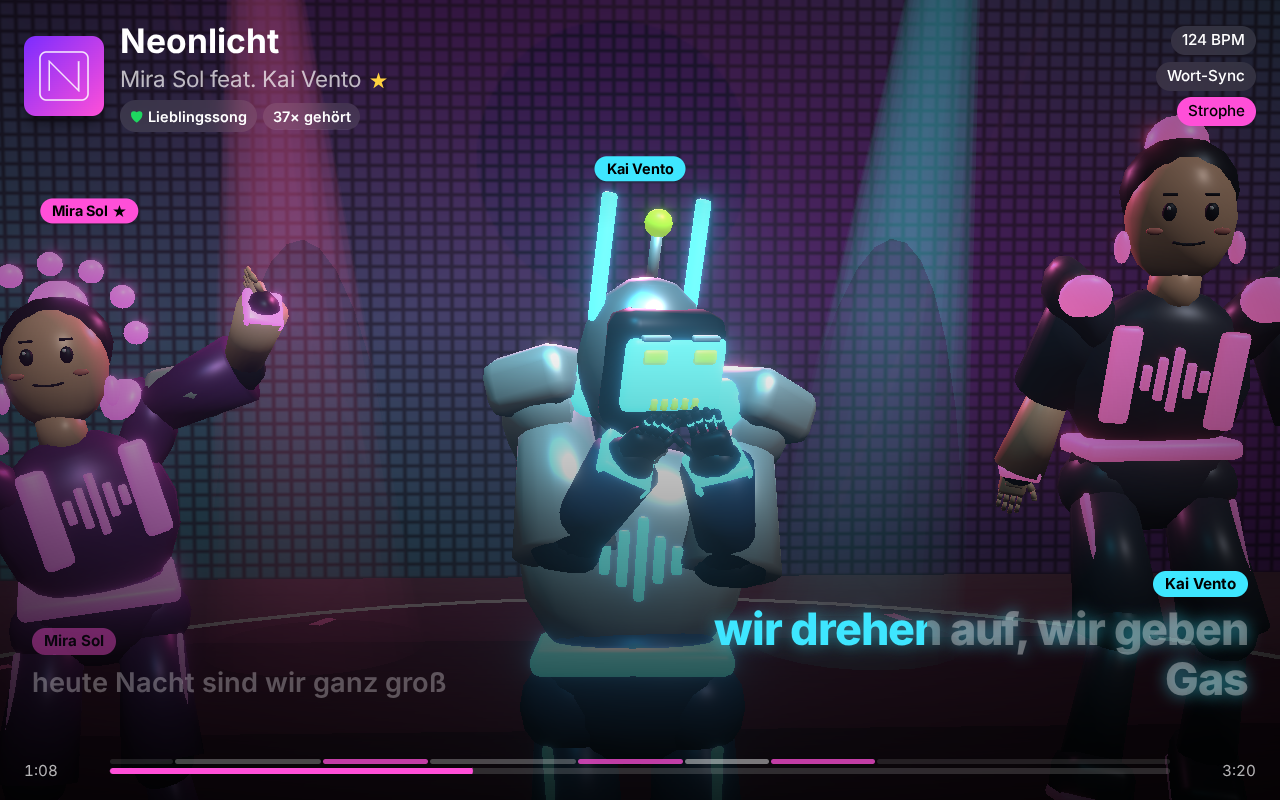 Neonlicht
Mira Sol feat. Kai Vento ★
Lieblingssong
37× gehört
124 BPM
Wort-Sync
Strophe
Kai Vento
Mira Sol ★
Kai Vento
wir drehen auf, wir geben
Gas
Mira Sol
heute Nacht sind wir ganz groß
1:08
3:20